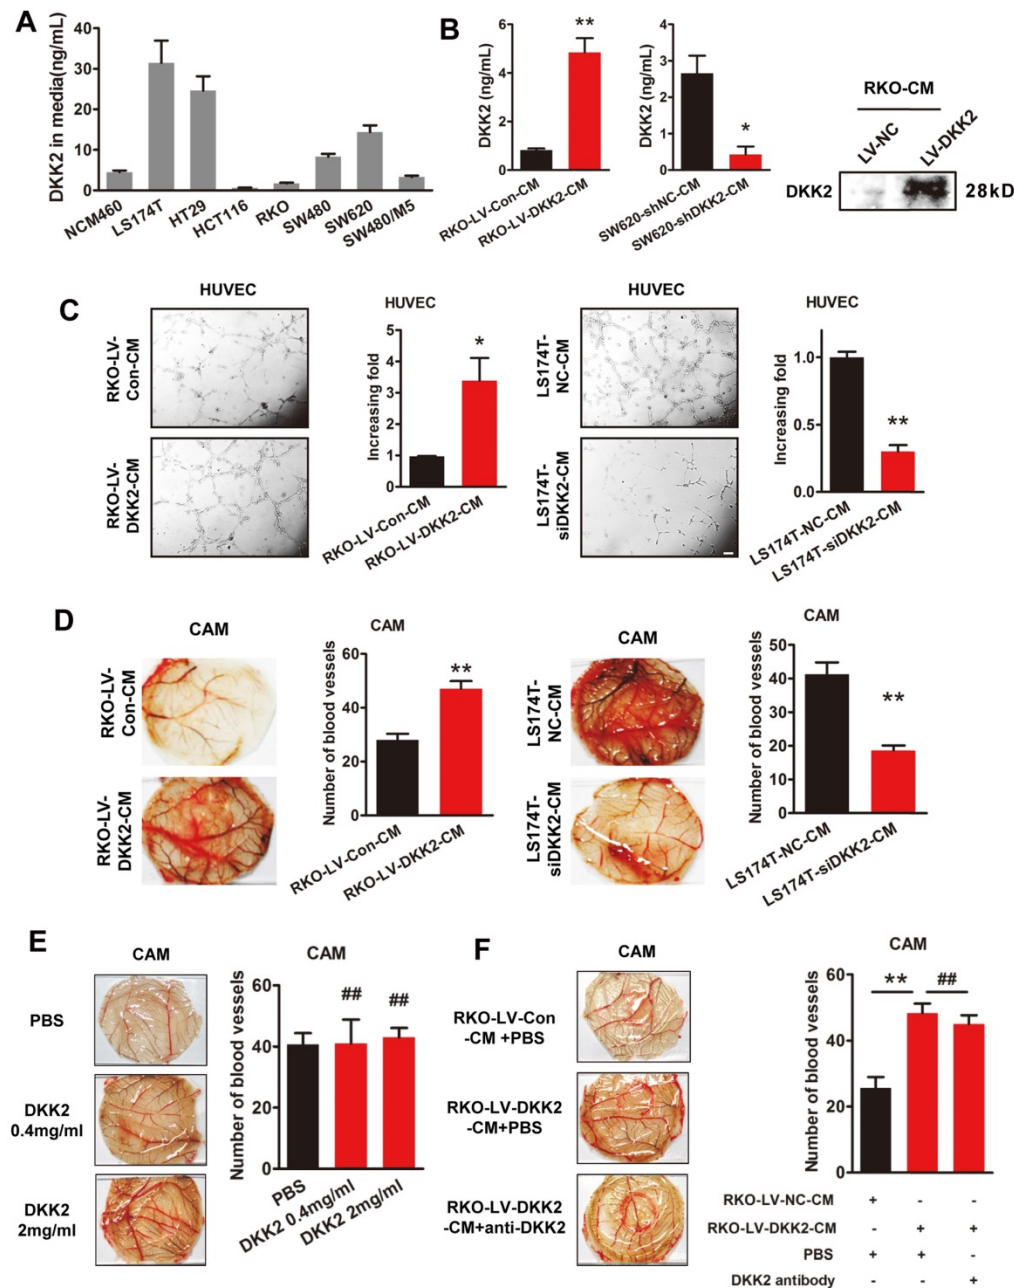 A
DKK2 in media(ng/mL)
40
30
20
10
0
NCM460
LS174T
HT29
HCT116
RKO
SW480
SW620
SW480/M5
B
DKK2 (ng/mL)
6
4
2
0
**
RKO-LV-Con-CM
RKO-LV-DKK2-CM
DKK2 (ng/mL)
4
3
2
1
0
*
SW620-shNC-CM
SW620-shDKK2-CM
RKO-CM
LV-NC
LV-DKK2
DKK2
28kD
C
HUVEC
RKO-LV-
Con-CM
RKO-LV-
DKK2-CM
HUVEC
Increasing fold
5
4
3
2
1
0
*
RKO-LV-Con-CM
RKO-LV-DKK2-CM
HUVEC
LS174T-
NC-CM
LS174T-
siDKK2-CM
HUVEC
Increasing fold
1.0
0.5
0.0
**
LS174T-NC-CM
LS174T-siDKK2-CM
D
CAM
RKO-LV-
Con-CM
RKO-LV-
DKK2-CM
CAM
Number of blood vessels
60
40
20
0
**
RKO-LV-Con-CM
RKO-LV-DKK2-CM
CAM
LS174T-
NC-CM
LS174T-
siDKK2-CM
CAM
Number of blood vessels
50
40
30
20
10
0
**
LS174T-NC-CM
LS174T-siDKK2-CM
E
CAM
PBS
DKK2
0.4mg/ml
DKK2
2mg/ml
CAM
Number of blood vessels
60
40
20
0
## ##
PBS
DKK2 0.4mg/ml
DKK2 2mg/ml
F
CAM
RKO-LV-Con
-CM +PBS
RKO-LV-DKK2
-CM+PBS
RKO-LV-DKK2
-CM+anti-DKK2
CAM
Number of blood vessels
60
40
20
0
** ##
RKO-LV-NC-CM + - -
RKO-LV-DKK2-CM - + +
PBS + + -
DKK2 antibody - - +